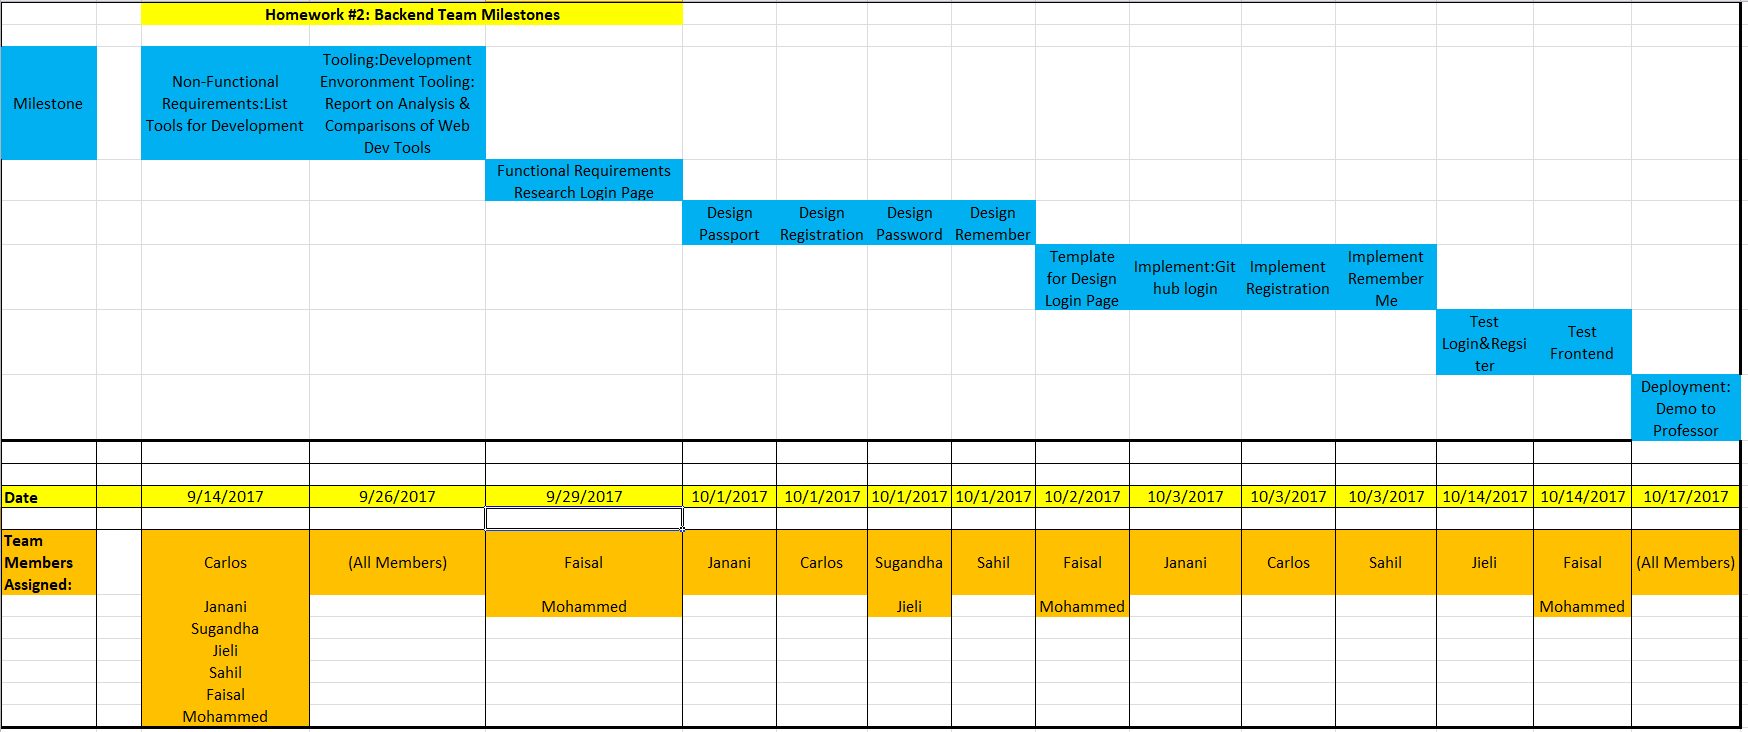 Homework #2: Backend Team Milestones
Milestone
Non-Functional
Requirements:List
Tools for Development
Tooling:Development
Envoronment Tooling:
Report on Analysis &
Comparisons of Web
Dev Tools
Functional Requirements
Research Login Page
Design
Passport
Design
Registration
Design
Password
Design
Remember
Template
for Design
Login Page
Implement:Git
hub login
Implement
Registration
Implement
Remember
Me
Test
Login&Regsi
ter
Test
Frontend
Deployment:
Demo to
Professor
Date
9/14/2017
9/26/2017
9/29/2017
10/1/2017
10/1/2017
10/1/2017
10/1/2017
10/2/2017
10/3/2017
10/3/2017
10/3/2017
10/14/2017
10/14/2017
10/17/2017
Team
Members
Assigned:
Carlos
(All Members)
Faisal
Janani
Carlos
Sugandha
Sahil
Faisal
Janani
Carlos
Sahil
Jieli
Faisal
(All Members)
Janani
Mohammed
Jieli
Mohammed
Mohammed
Sugandha
Jieli
Sahil
Faisal
Mohammed